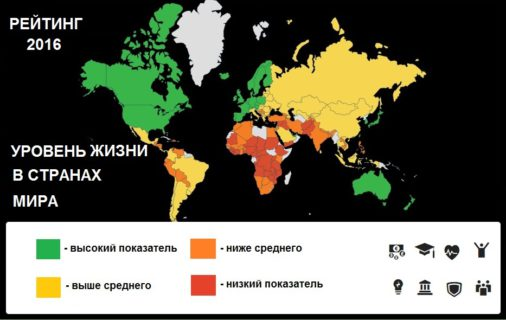 РЕЙТИНГ
2016
УРОВЕНЬ ЖИЗНИ
В СТРАНАХ
МИРА
- высокий показатель
- ниже среднего
- выше среднего
- низкий показатель